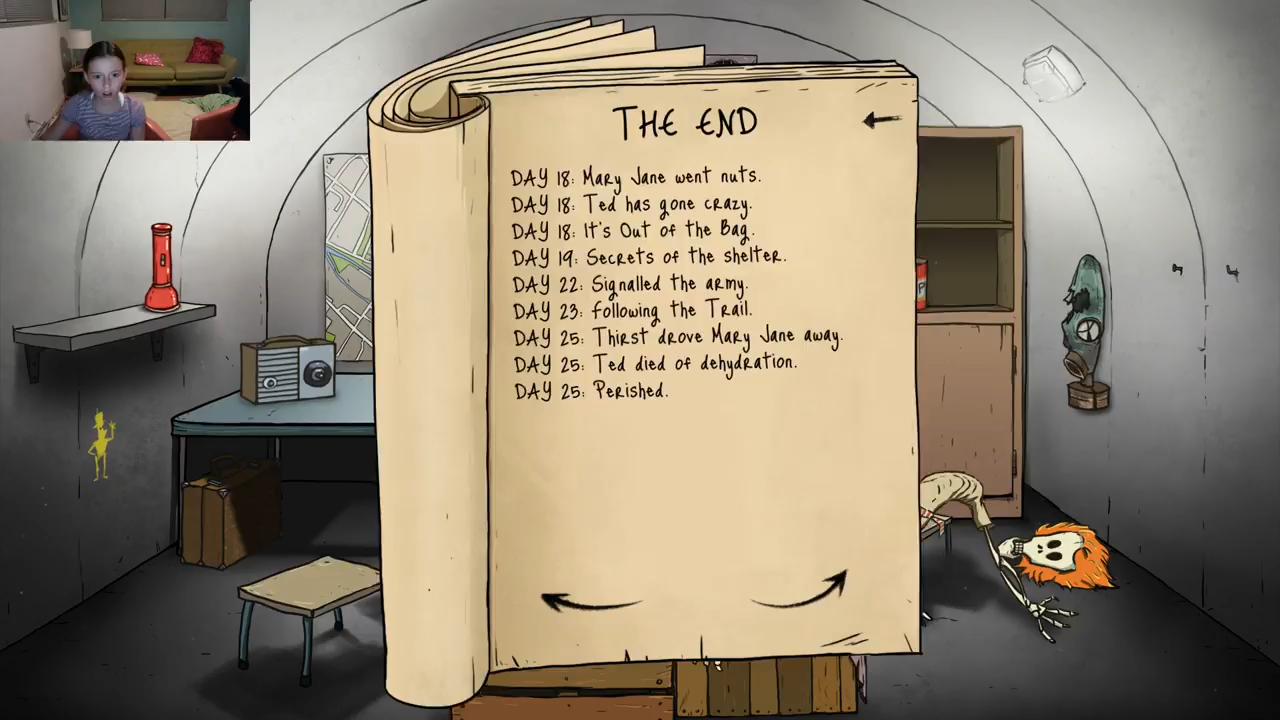 THE END
DAY 18: Mary Jane went nuts.
DAY 18: Ted has gone crazy.
DAY 18: It's Out of the Bag.
DAY 19: Secrets of the shelter.
DAY 22: Signalled the army.
DAY 23: Following the Trail.
DAY 25: Thirst drove Mary Jane away.
DAY 25: Ted died of dehydration.
DAY 25: Perished.